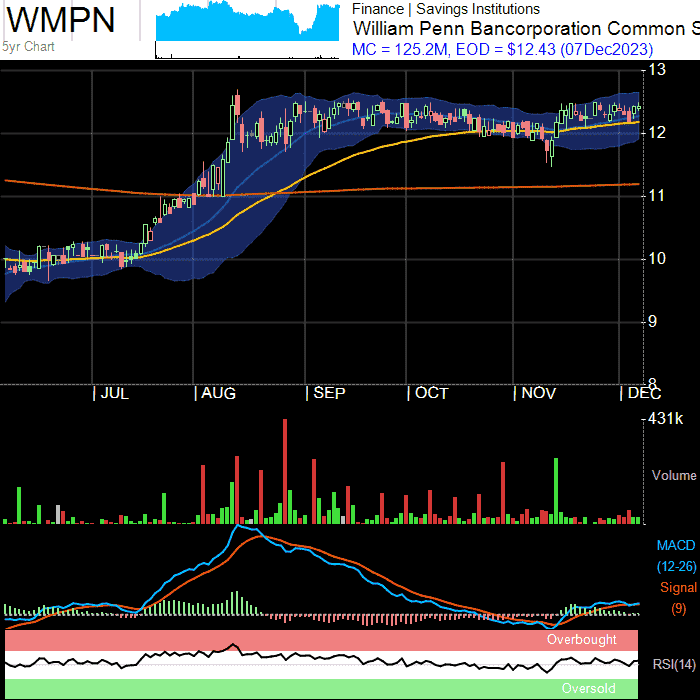 WMPN
5yr Chart
Finance | Savings Institutions
William Penn Bancorporation Common S
MC = 125.2M, EOD = $12.43 (07Dec2023)
13
12
11
10
9
8
JUL
AUG
SEP
OCT
NOV
DEC
431k
Volume
MACD
(12-26)
Signal
(9)
Overbought
RSI(14)
Oversold